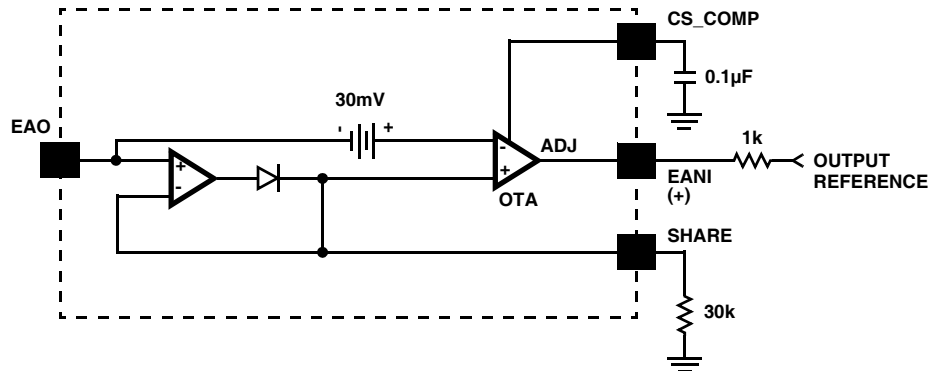 CS_COMP
0.1µF
30mV
- +
EAO
1k
- ADJ
+
-
+
OUTPUT
REFERENCE
EANI
(+)
OTA
SHARE
30k